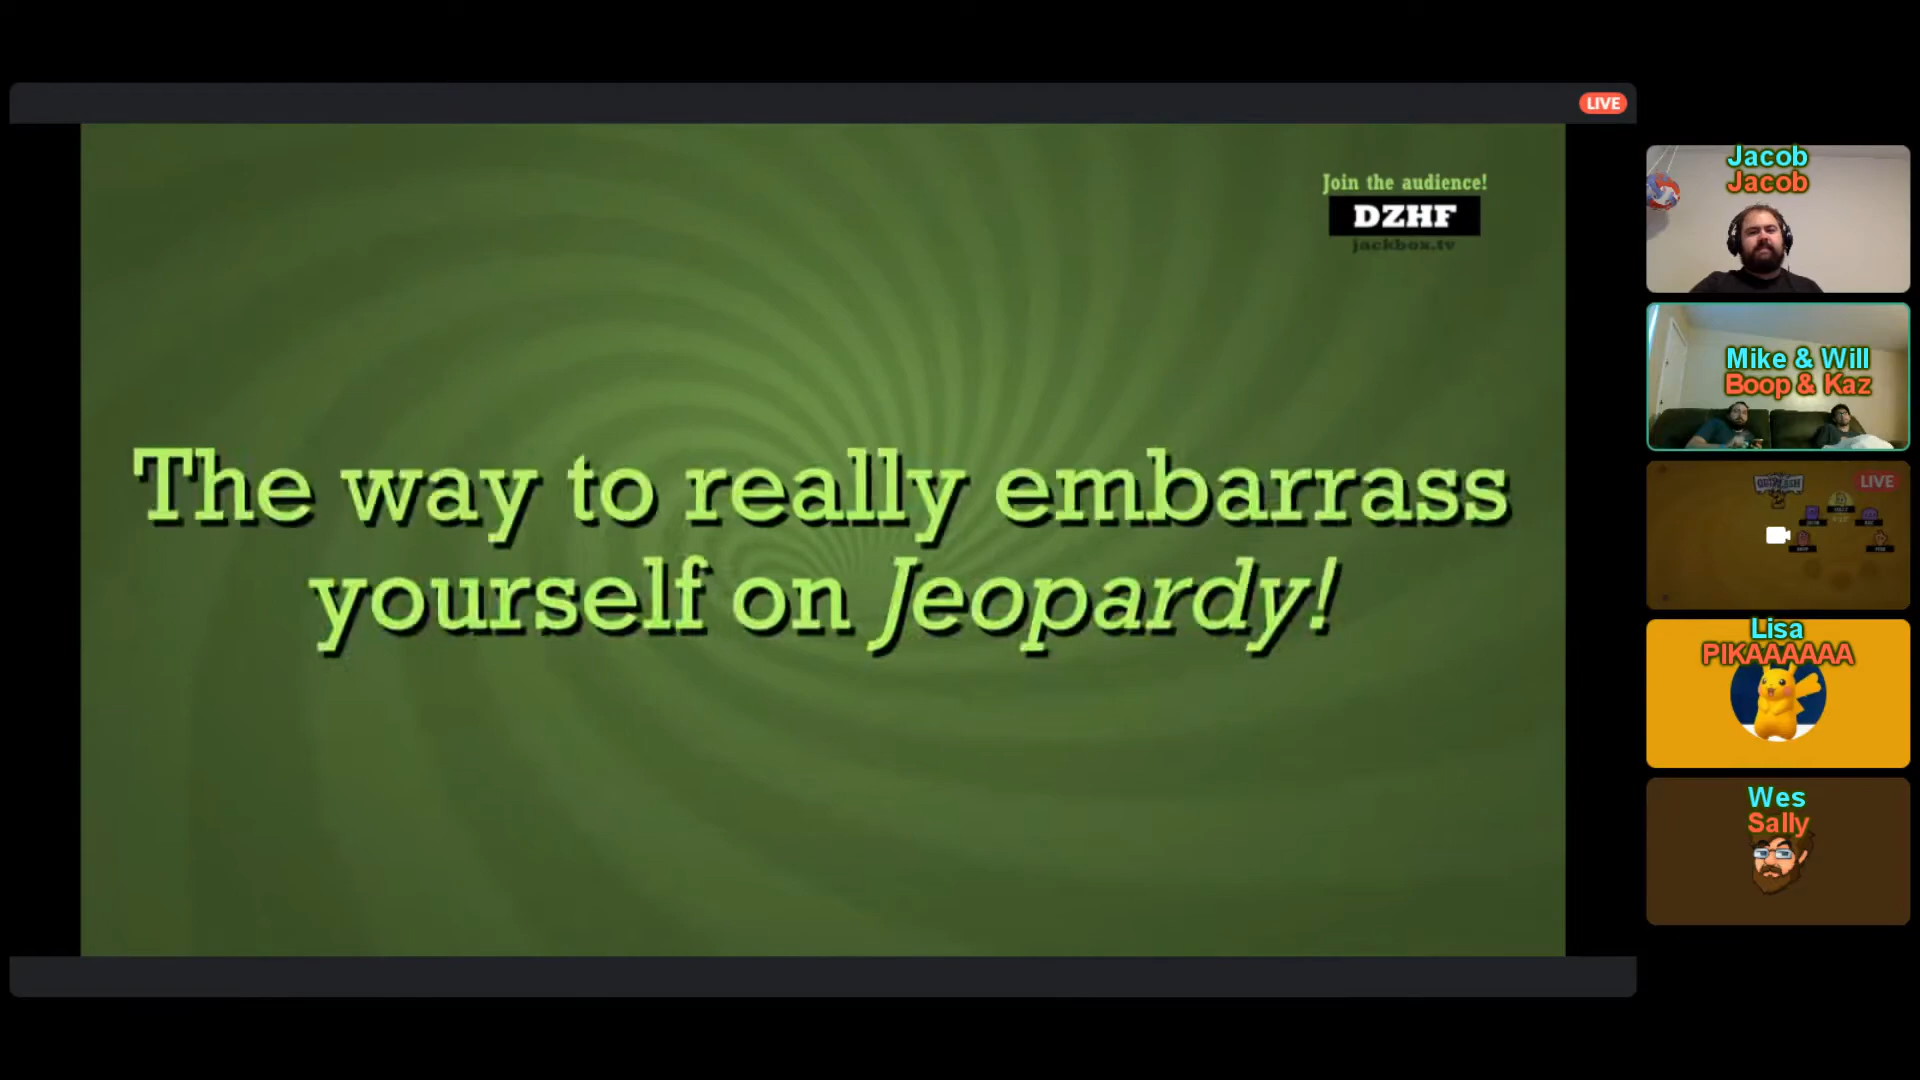 LIVE
Join the audience!
DZHF
jackbox.tv
The way to really embarrass
yourself on Jeopardy!
Jacob
Jacob
Mike & Will
Boop & Kaz
LIVE
Lisa
PIKAAAAAA
Wes
Sally